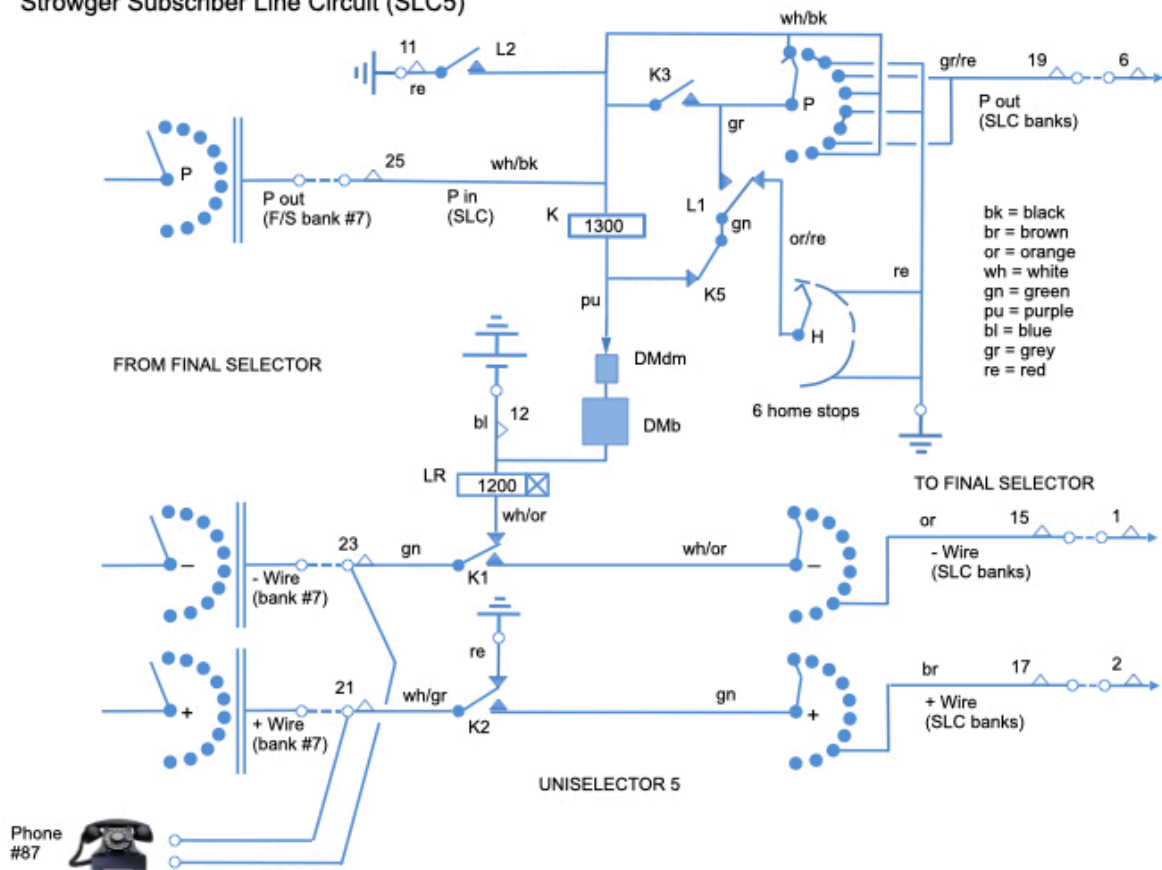 Strowger Subscriber Line Circuit (SLC5)
wh/bk
11
L2
re
K3
gr/re
19
6
P
P out
(SLC banks)
gr
P
25
wh/bk
P out
(F/S bank #7)
P in
(SLC)
K
1300
L1
gn
or/re
re
K5
pu
H
bk = black
br = brown
or = orange
wh = white
gn = green
pu = purple
bl = blue
gr = grey
re = red
FROM FINAL SELECTOR
DMdm
6 home stops
bl
12
DMb
LR
1200
TO FINAL SELECTOR
wh/or
23
gn
wh/or
or
15
1
–
K1
–
- Wire
(bank #7)
- Wire
(SLC banks)
re
21
wh/gr
gn
br
17
2
+
K2
+
+ Wire
(bank #7)
+ Wire
(SLC banks)
UNISELECTOR 5
Phone
#87